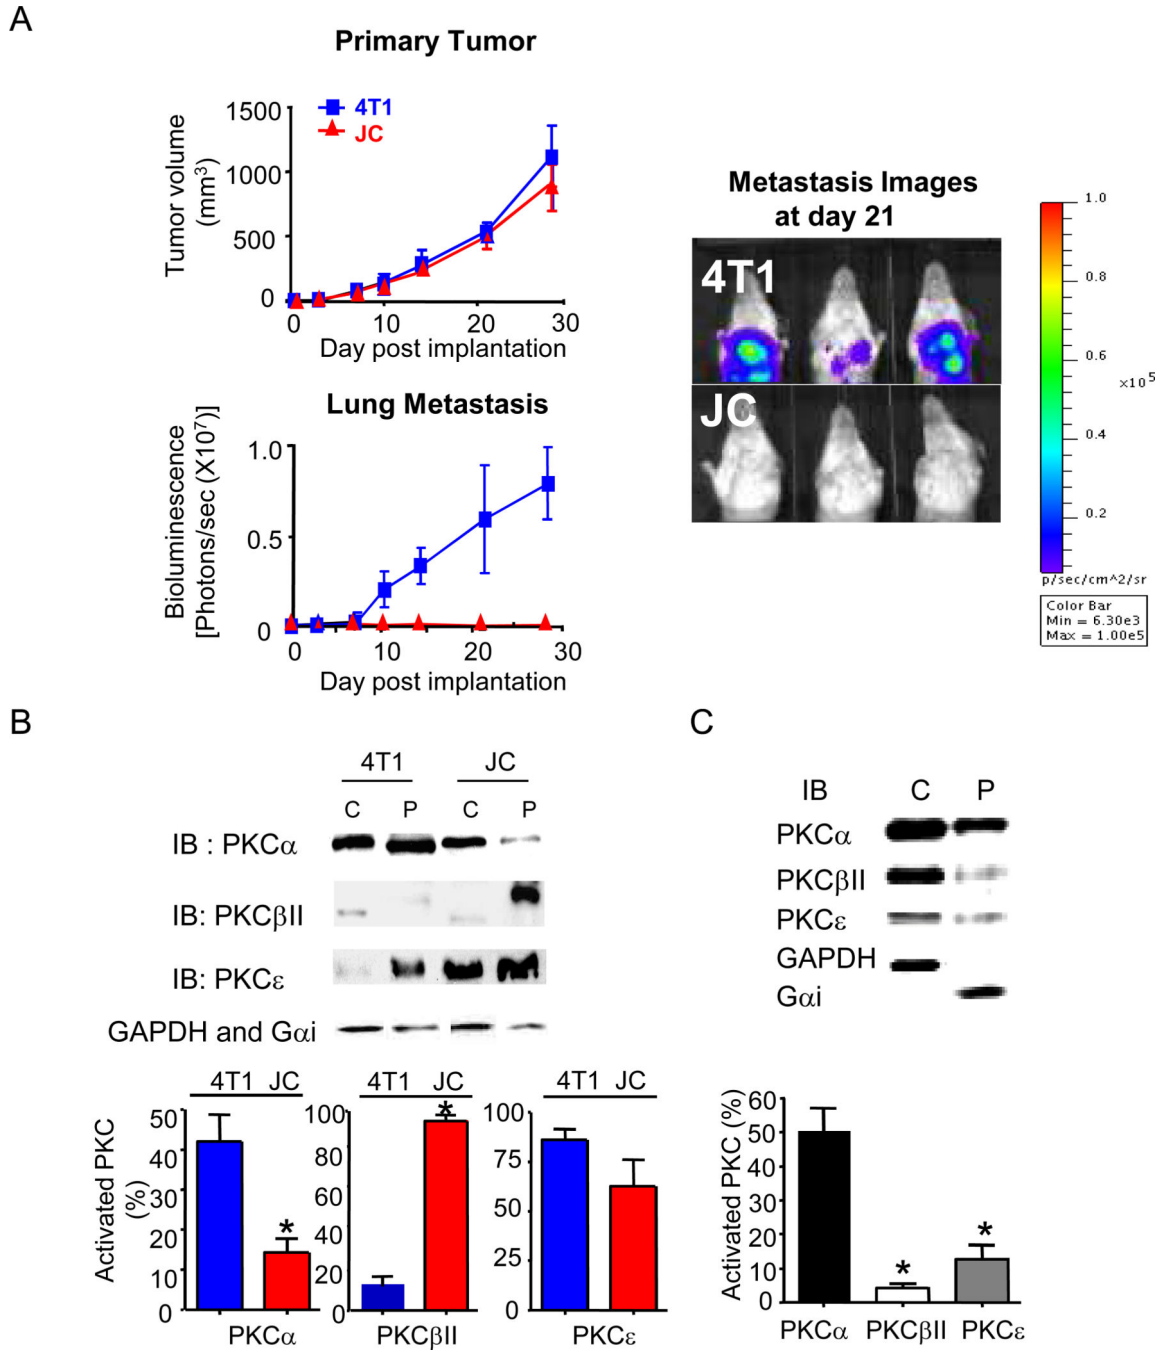 A
Primary Tumor
4T1
JC
Tumor volume
(mm³)
1500
1000
500
0
0 10 20 30
Day post implantation
Lung Metastasis
Bioluminescence
[Photons/sec (X10⁷)]
1.0
0.5
0
0 10 20 30
Day post implantation
Metastasis Images
at day 21
4T1
JC
1.0
0.8
0.6
×10⁵
0.4
0.2
p/sec/cm^2/sr
Color Bar
Min = 6.30e3
Max = 1.00e5
B
4T1 JC
C P C P
IB : PKCα
IB: PKCβII
IB: PKCε
GAPDH and Gαi
4T1 JC
4T1 JC
4T1 JC
Activated PKC
(%)
50
40
30
20
10
0
*
PKCα
100
80
60
40
20
0
*
PKCβII
100
75
50
25
0
PKCε
C
IB C P
PKCα
PKCβII
PKCε
GAPDH
Gαi
Activated PKC (%)
60
50
40
30
20
10
0
* *
PKCα PKCβII PKCε